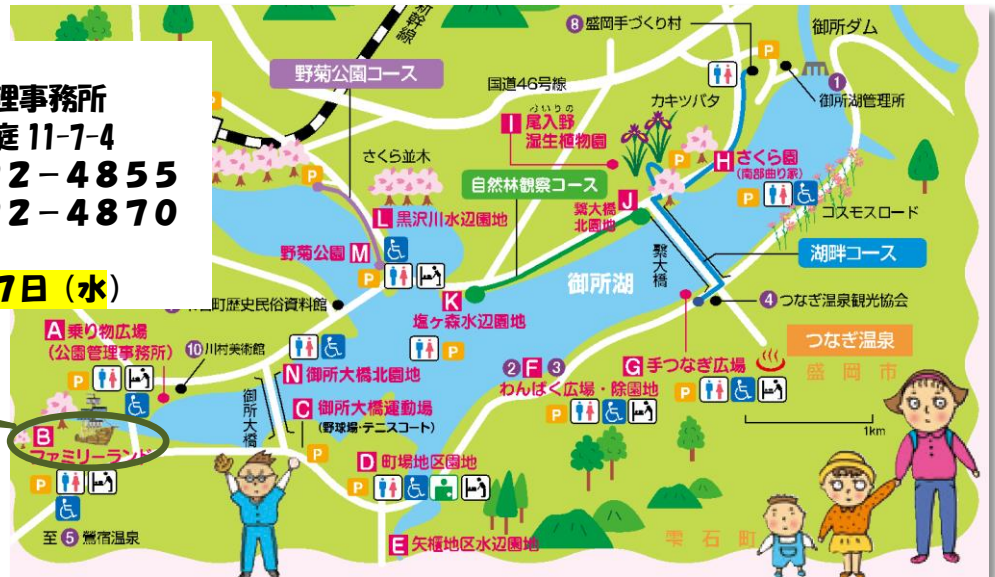 理事務所
庭 11-7-4
２－４８５５
２－４８７０
7日（水）
新幹線
野菊公園コース
国道46号線
⑧ 盛岡手づくり村
御所ダム
P
①
御所湖管理所
カキツバタ
I 尾入野
湿生植物園
さくら並木
自然林観察コース
H さくら園
(南部曲り家)
P
コスモスロード
L 黒沢川水辺園地
J
繋大橋
北園地
湖畔コース
野菊公園 M
P
繋大橋
御所湖
町歴史民俗資料館
K
塩ヶ森水辺園地
P
④ つなぎ温泉観光協会
つなぎ温泉
盛岡市
A 乗り物広場
(公園管理事務所)
P
⑩ 川村美術館
N 御所大橋北園地
② F ③
わんぱく広場・除園地
P
G 手つなぎ広場
P
御所大橋
C 御所大橋運動場
(野球場・テニスコート)
P
1km
B
ファミリーランド
P
D 町場地区園地
P
至 ⑤ 鶯宿温泉
E 矢櫃地区水辺園地
雫石町